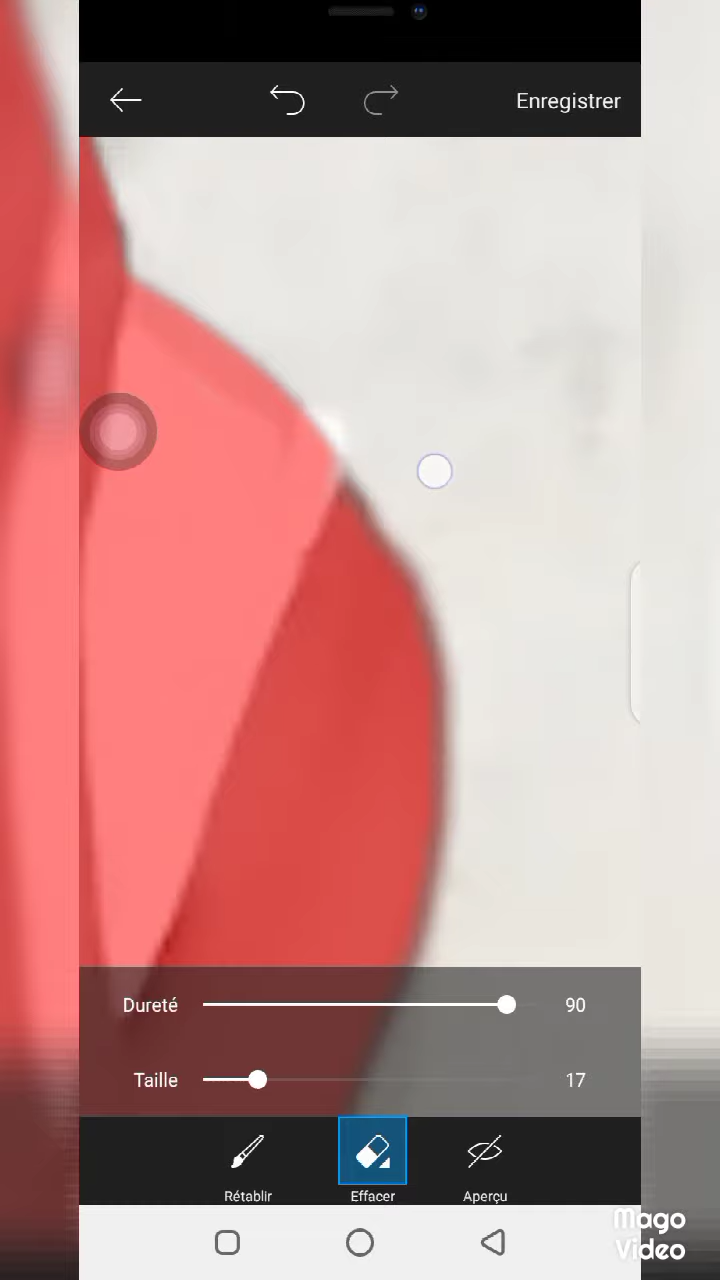 Enregistrer
Dureté 90
Taille 17
Rétablir Effacer Aperçu
Mago
Video